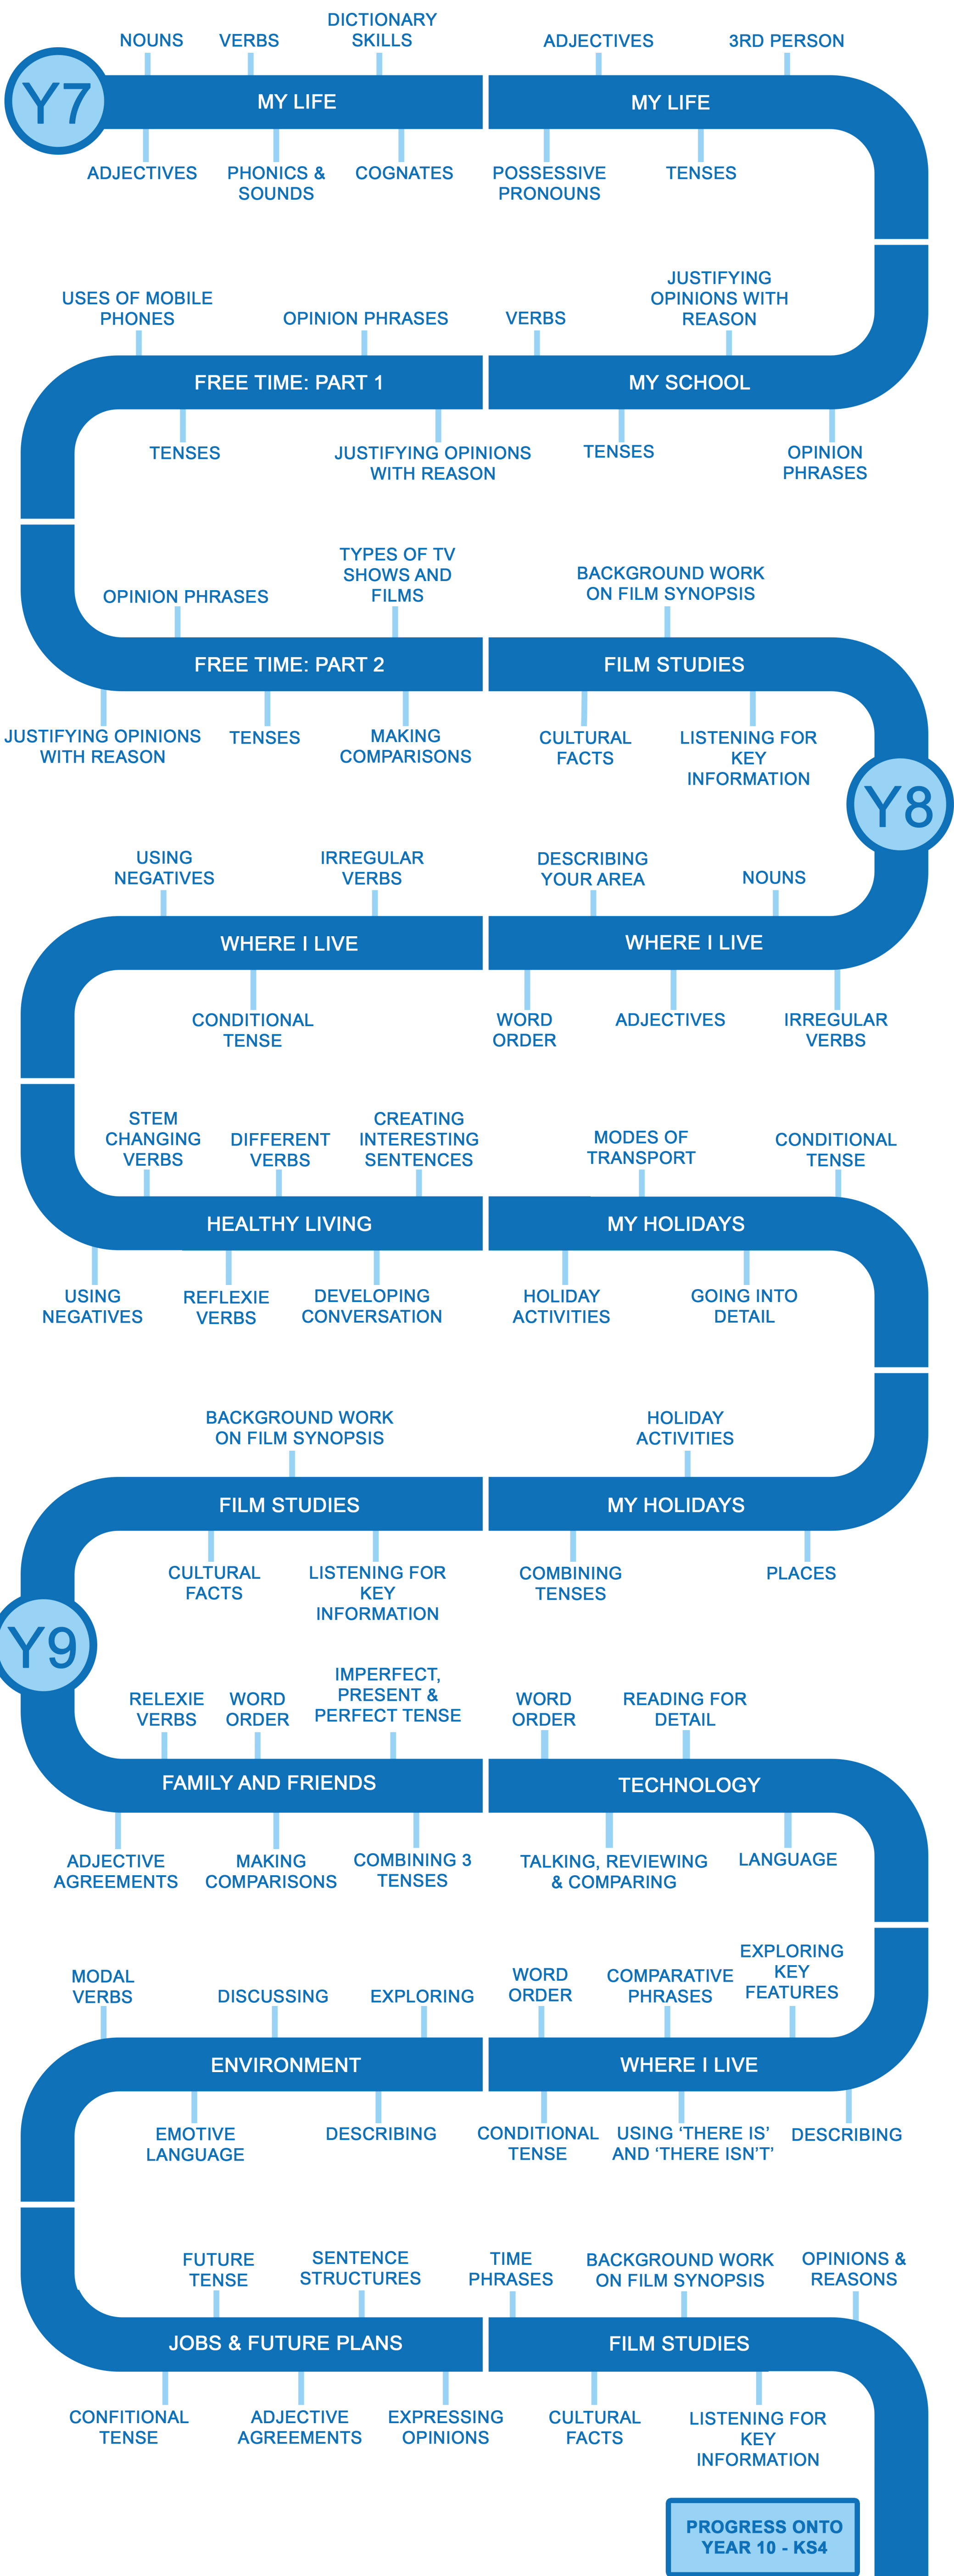 Y7
NOUNS
VERBS
DICTIONARY
SKILLS
MY LIFE
ADJECTIVES
PHONICS &
SOUNDS
COGNATES
ADJECTIVES
3RD PERSON
MY LIFE
POSSESSIVE
PRONOUNS
TENSES
VERBS
JUSTIFYING
OPINIONS WITH
REASON
MY SCHOOL
TENSES
OPINION
PHRASES
USES OF MOBILE
PHONES
OPINION PHRASES
FREE TIME: PART 1
TENSES
JUSTIFYING OPINIONS
WITH REASON
OPINION PHRASES
TYPES OF TV
SHOWS AND
FILMS
FREE TIME: PART 2
JUSTIFYING OPINIONS
WITH REASON
TENSES
MAKING
COMPARISONS
BACKGROUND WORK
ON FILM SYNOPSIS
FILM STUDIES
CULTURAL
FACTS
LISTENING FOR
KEY
INFORMATION
Y8
DESCRIBING
YOUR AREA
NOUNS
WHERE I LIVE
WORD
ORDER
ADJECTIVES
IRREGULAR
VERBS
USING
NEGATIVES
IRREGULAR
VERBS
WHERE I LIVE
CONDITIONAL
TENSE
STEM
CHANGING
VERBS
DIFFERENT
VERBS
CREATING
INTERESTING
SENTENCES
HEALTHY LIVING
USING
NEGATIVES
REFLEXIE
VERBS
DEVELOPING
CONVERSATION
MODES OF
TRANSPORT
CONDITIONAL
TENSE
MY HOLIDAYS
HOLIDAY
ACTIVITIES
GOING INTO
DETAIL
HOLIDAY
ACTIVITIES
MY HOLIDAYS
COMBINING
TENSES
PLACES
BACKGROUND WORK
ON FILM SYNOPSIS
FILM STUDIES
CULTURAL
FACTS
LISTENING FOR
KEY
INFORMATION
Y9
RELEXIE
VERBS
WORD
ORDER
IMPERFECT,
PRESENT &
PERFECT TENSE
FAMILY AND FRIENDS
ADJECTIVE
AGREEMENTS
MAKING
COMPARISONS
COMBINING 3
TENSES
WORD
ORDER
READING FOR
DETAIL
TECHNOLOGY
TALKING, REVIEWING
& COMPARING
LANGUAGE
WORD
ORDER
COMPARATIVE
PHRASES
EXPLORING
KEY
FEATURES
WHERE I LIVE
CONDITIONAL
TENSE
USING ‘THERE IS’
AND ‘THERE ISN’T’
DESCRIBING
MODAL
VERBS
DISCUSSING
EXPLORING
ENVIRONMENT
EMOTIVE
LANGUAGE
DESCRIBING
FUTURE
TENSE
SENTENCE
STRUCTURES
JOBS & FUTURE PLANS
CONFITIONAL
TENSE
ADJECTIVE
AGREEMENTS
EXPRESSING
OPINIONS
TIME
PHRASES
BACKGROUND WORK
ON FILM SYNOPSIS
OPINIONS &
REASONS
FILM STUDIES
CULTURAL
FACTS
LISTENING FOR
KEY
INFORMATION
PROGRESS ONTO
YEAR 10 - KS4